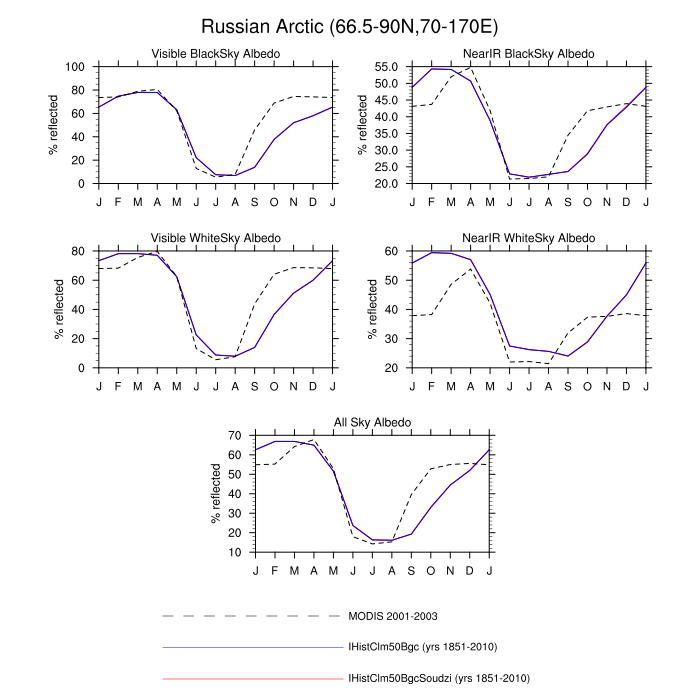 Russian Arctic (66.5-90N,70-170E)
Visible BlackSky Albedo
% reflected
100
80
60
40
20
0
J F M A M J J A S O N D J
NearIR BlackSky Albedo
% reflected
55.0
50.0
45.0
40.0
35.0
30.0
25.0
20.0
J F M A M J J A S O N D J
Visible WhiteSky Albedo
% reflected
80
60
40
20
0
J F M A M J J A S O N D J
NearIR WhiteSky Albedo
% reflected
60
50
40
30
20
J F M A M J J A S O N D J
All Sky Albedo
% reflected
70
60
50
40
30
20
10
J F M A M J J A S O N D J
MODIS 2001-2003
IHistClm50Bgc (yrs 1851-2010)
IHistClm50BgcSoudzi (yrs 1851-2010)